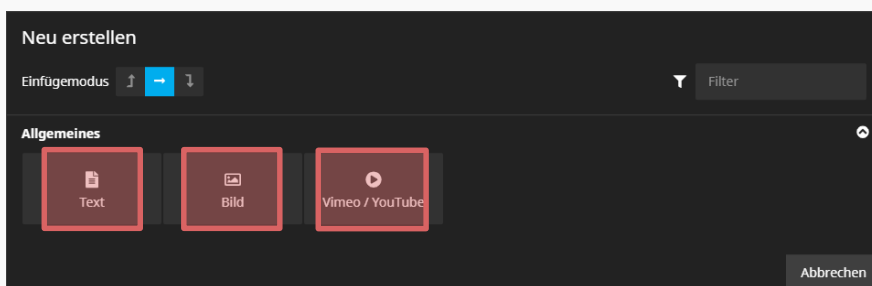 Neu erstellen
Einfügemodus
Filter
Allgemeines
Text
Bild
Vimeo / YouTube
Abbrechen